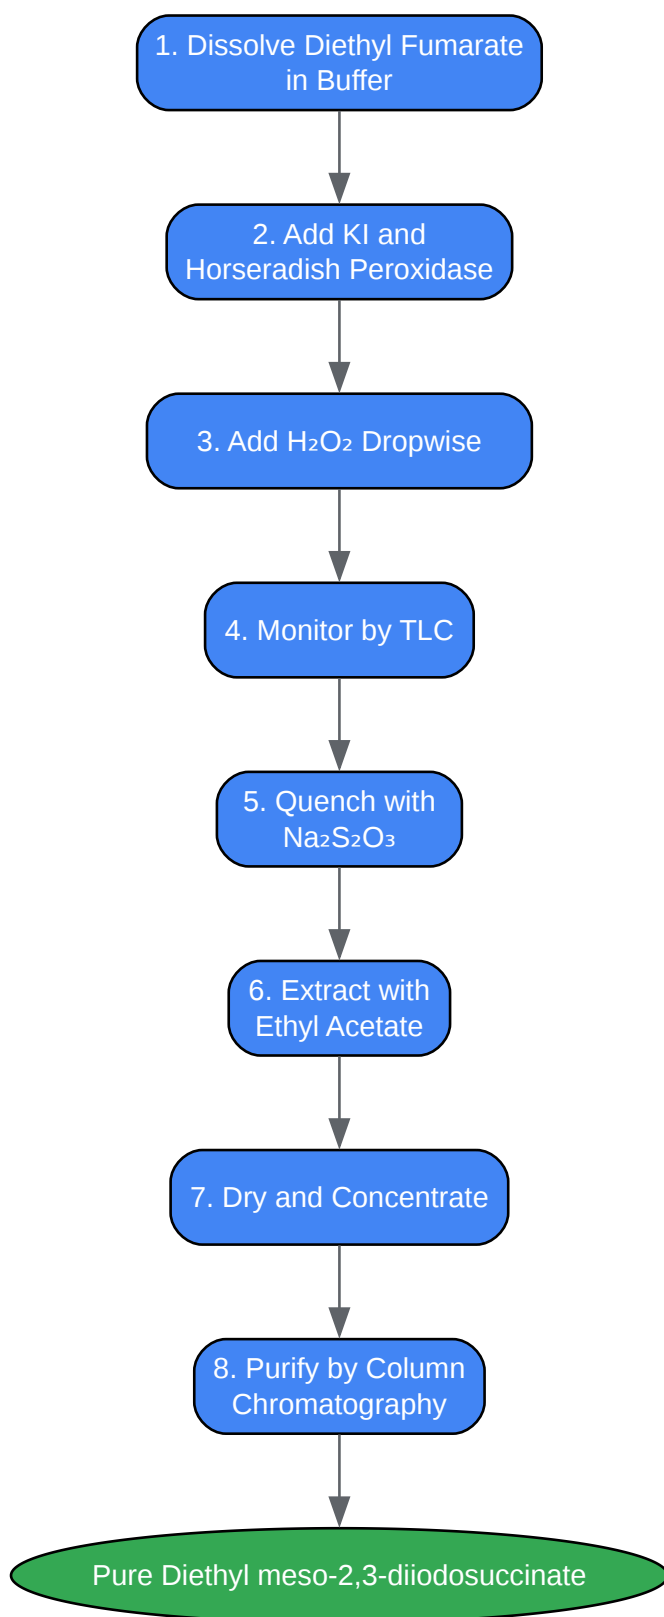 1. Dissolve Diethyl Fumarate
in Buffer
2. Add KI and
Horseradish Peroxidase
3. Add H₂O₂ Dropwise
4. Monitor by TLC
5. Quench with
Na₂S₂O₃
6. Extract with
Ethyl Acetate
7. Dry and Concentrate
8. Purify by Column
Chromatography
Pure Diethyl meso-2,3-diiodosuccinate